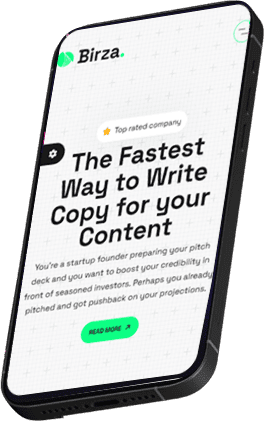 Birza.
Top rated company
The Fastest
Way to Write
Copy for your
Content
You're a startup founder preparing your pitch
deck and you want to boost your credibility in
front of seasoned investors. Perhaps you already
pitched and got pushback on your projections.
READ MORE